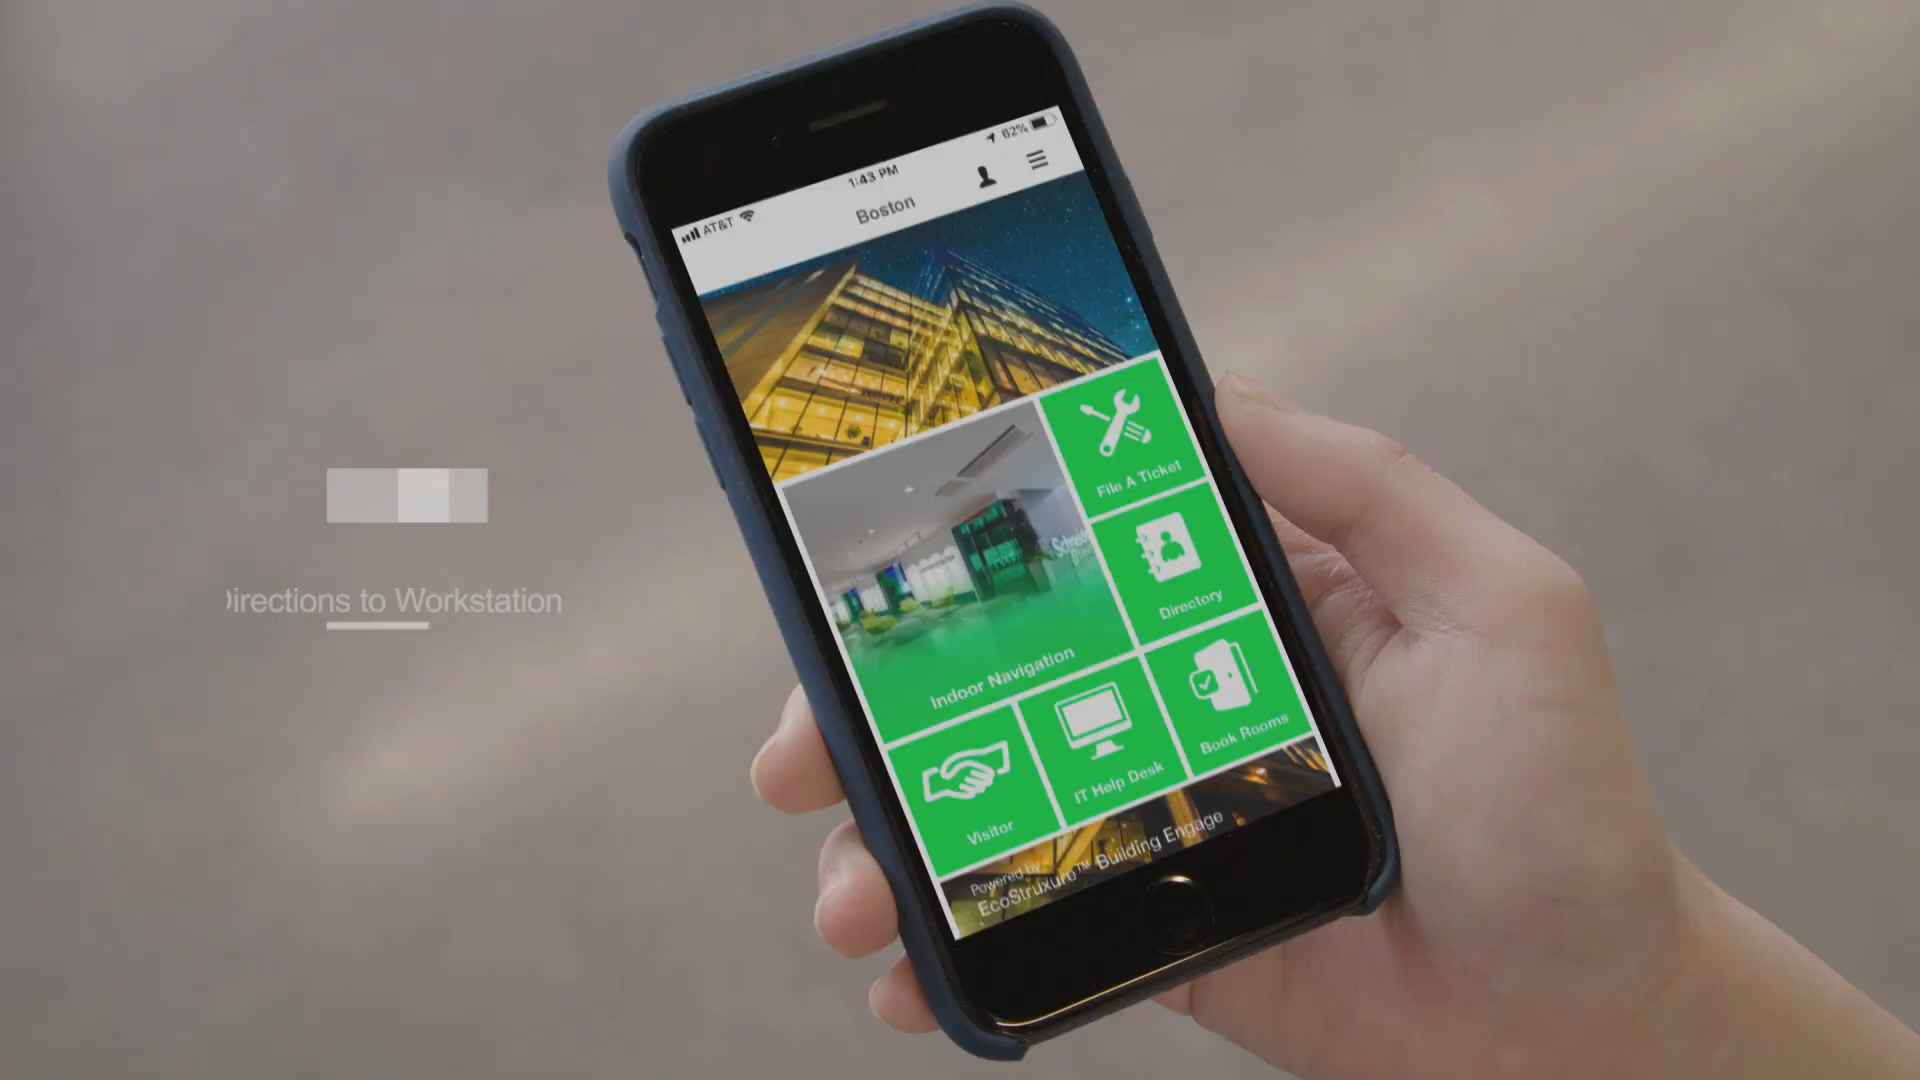 AT&T
1:43 PM
62%
Boston
File A Ticket
Directory
Indoor Navigation
Book Rooms
IT Help Desk
Visitor
Powered by
EcoStruxure™ Building Engage
irections to Workstation